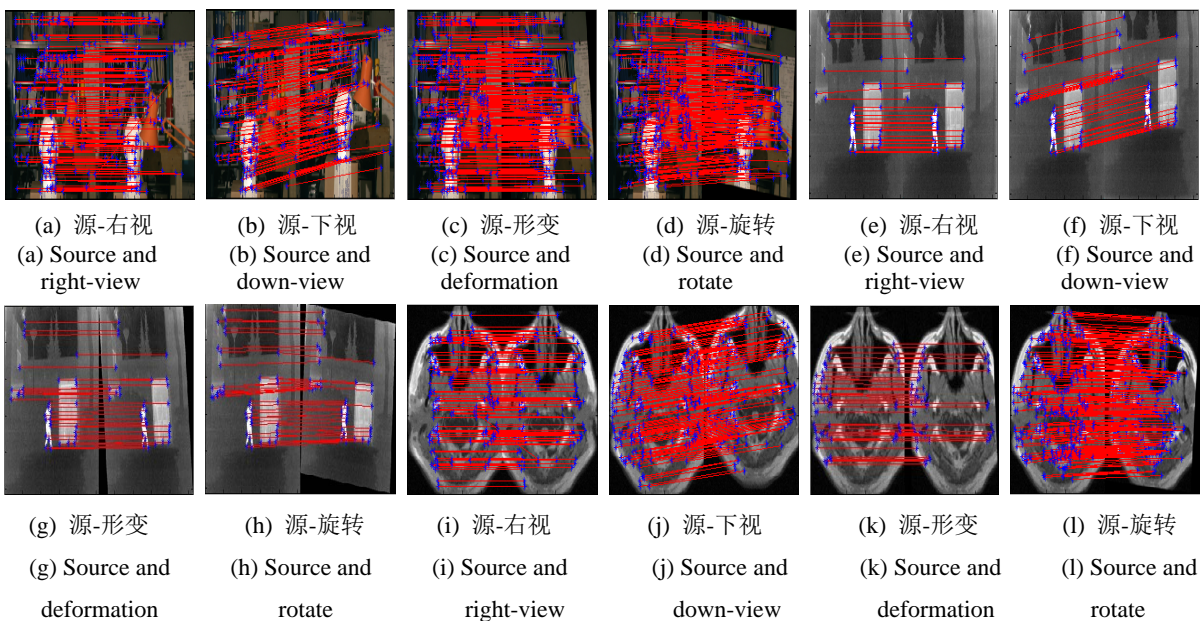 (a) 源-右视
(a) Source and
right-view
(b) 源-下视
(b) Source and
down-view
(c) 源-形变
(c) Source and
deformation
(d) 源-旋转
(d) Source and
rotate
(e) 源-右视
(e) Source and
right-view
(f) 源-下视
(f) Source and
down-view
(g) 源-形变
(g) Source and
deformation
(h) 源-旋转
(h) Source and
rotate
(i) 源-右视
(i) Source and
right-view
(j) 源-下视
(j) Source and
down-view
(k) 源-形变
(k) Source and
deformation
(l) 源-旋转
(l) Source and
rotate